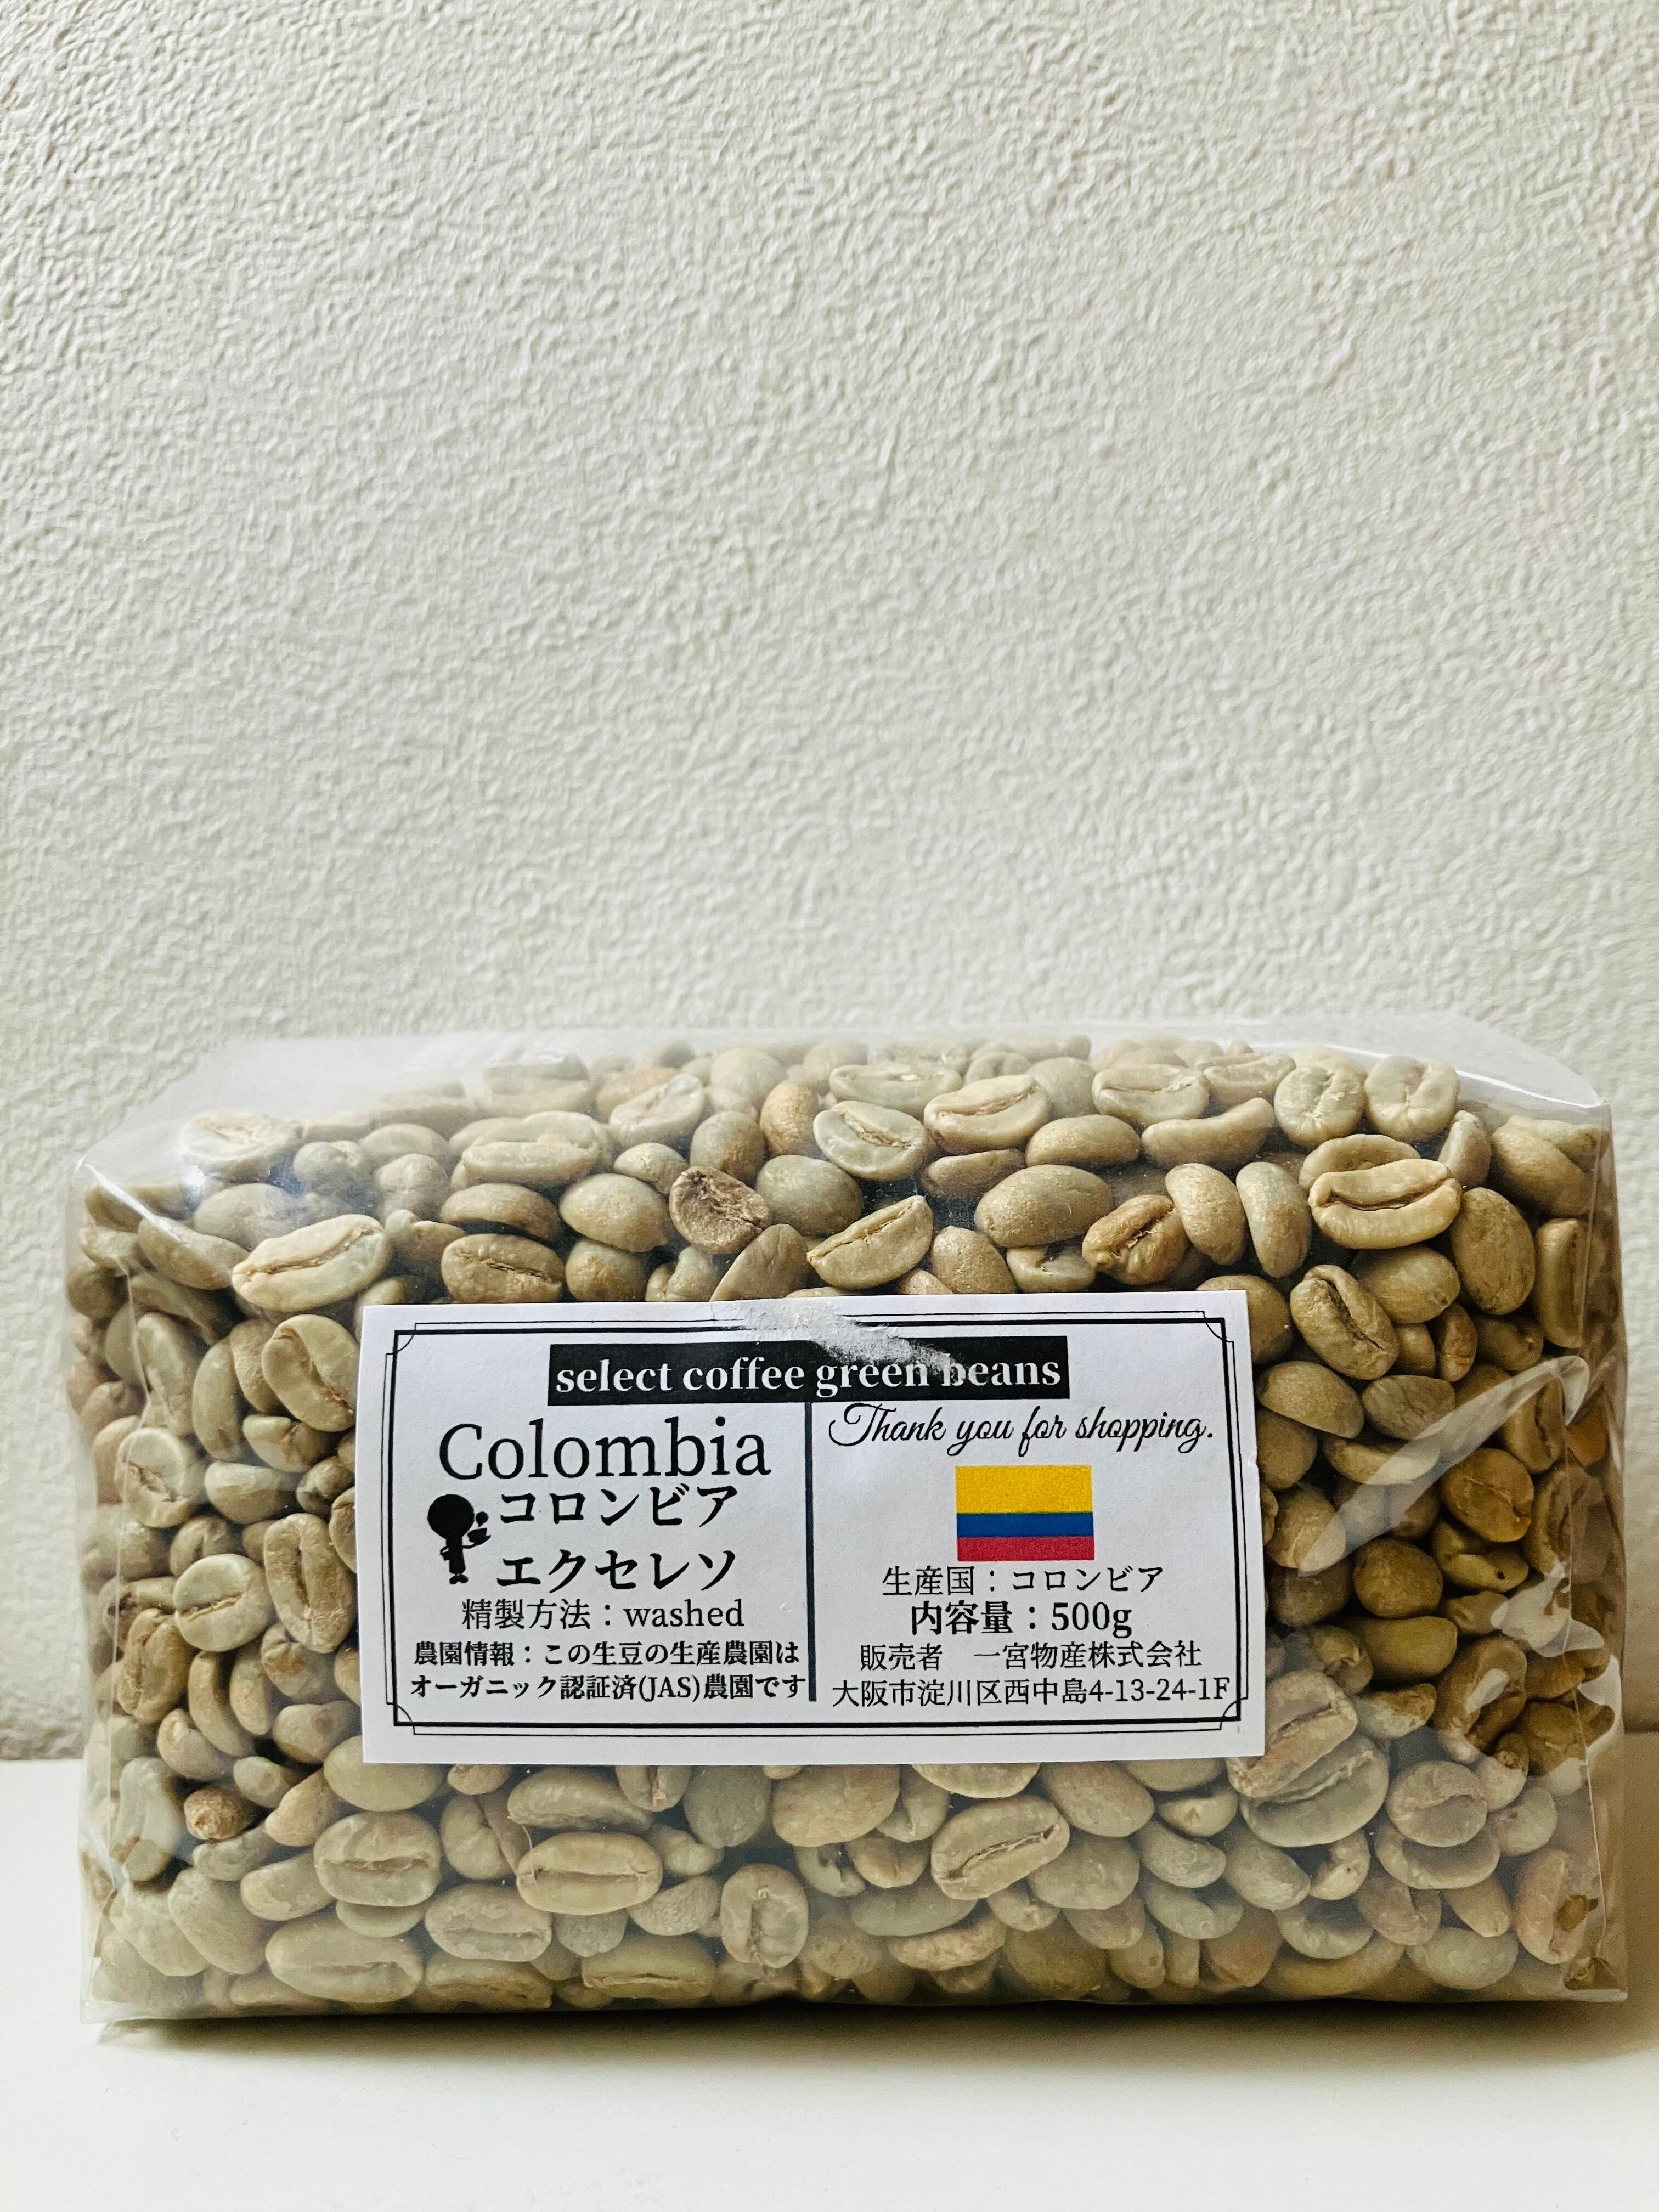 select coffee green beans
Colombia
コロンビア
エクセレソ
精製方法：washed
農園情報：この生豆の生産農園は
オーガニック認証済(JAS)農園です
Thank you for shopping.
生産国：コロンビア
内容量：500g
販売者　一宮物産株式会社
大阪市淀川区西中島4-13-24-1F